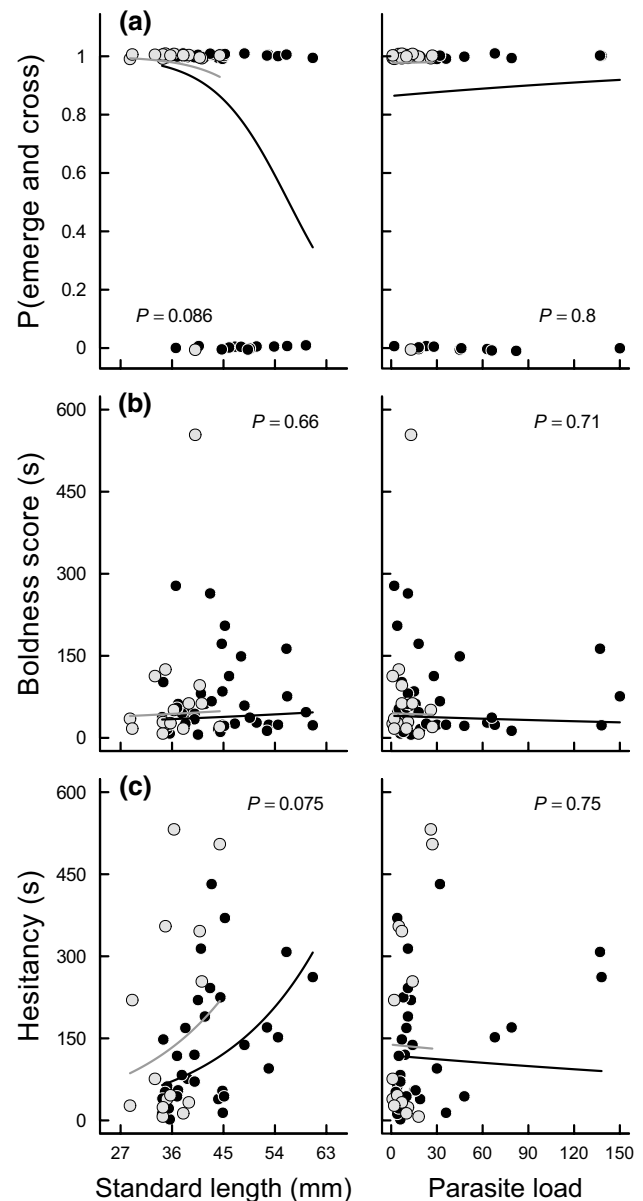 (a)
P(emerge and cross)
1
0.8
0.6
0.4
0.2
0
P = 0.086
P = 0.8
(b)
Boldness score (s)
600
450
300
150
0
P = 0.66
P = 0.71
(c)
Hesitancy (s)
600
450
300
150
0
P = 0.075
P = 0.75
27 36 45 54 63
0 30 60 90 120 150
Standard length (mm)
Parasite load